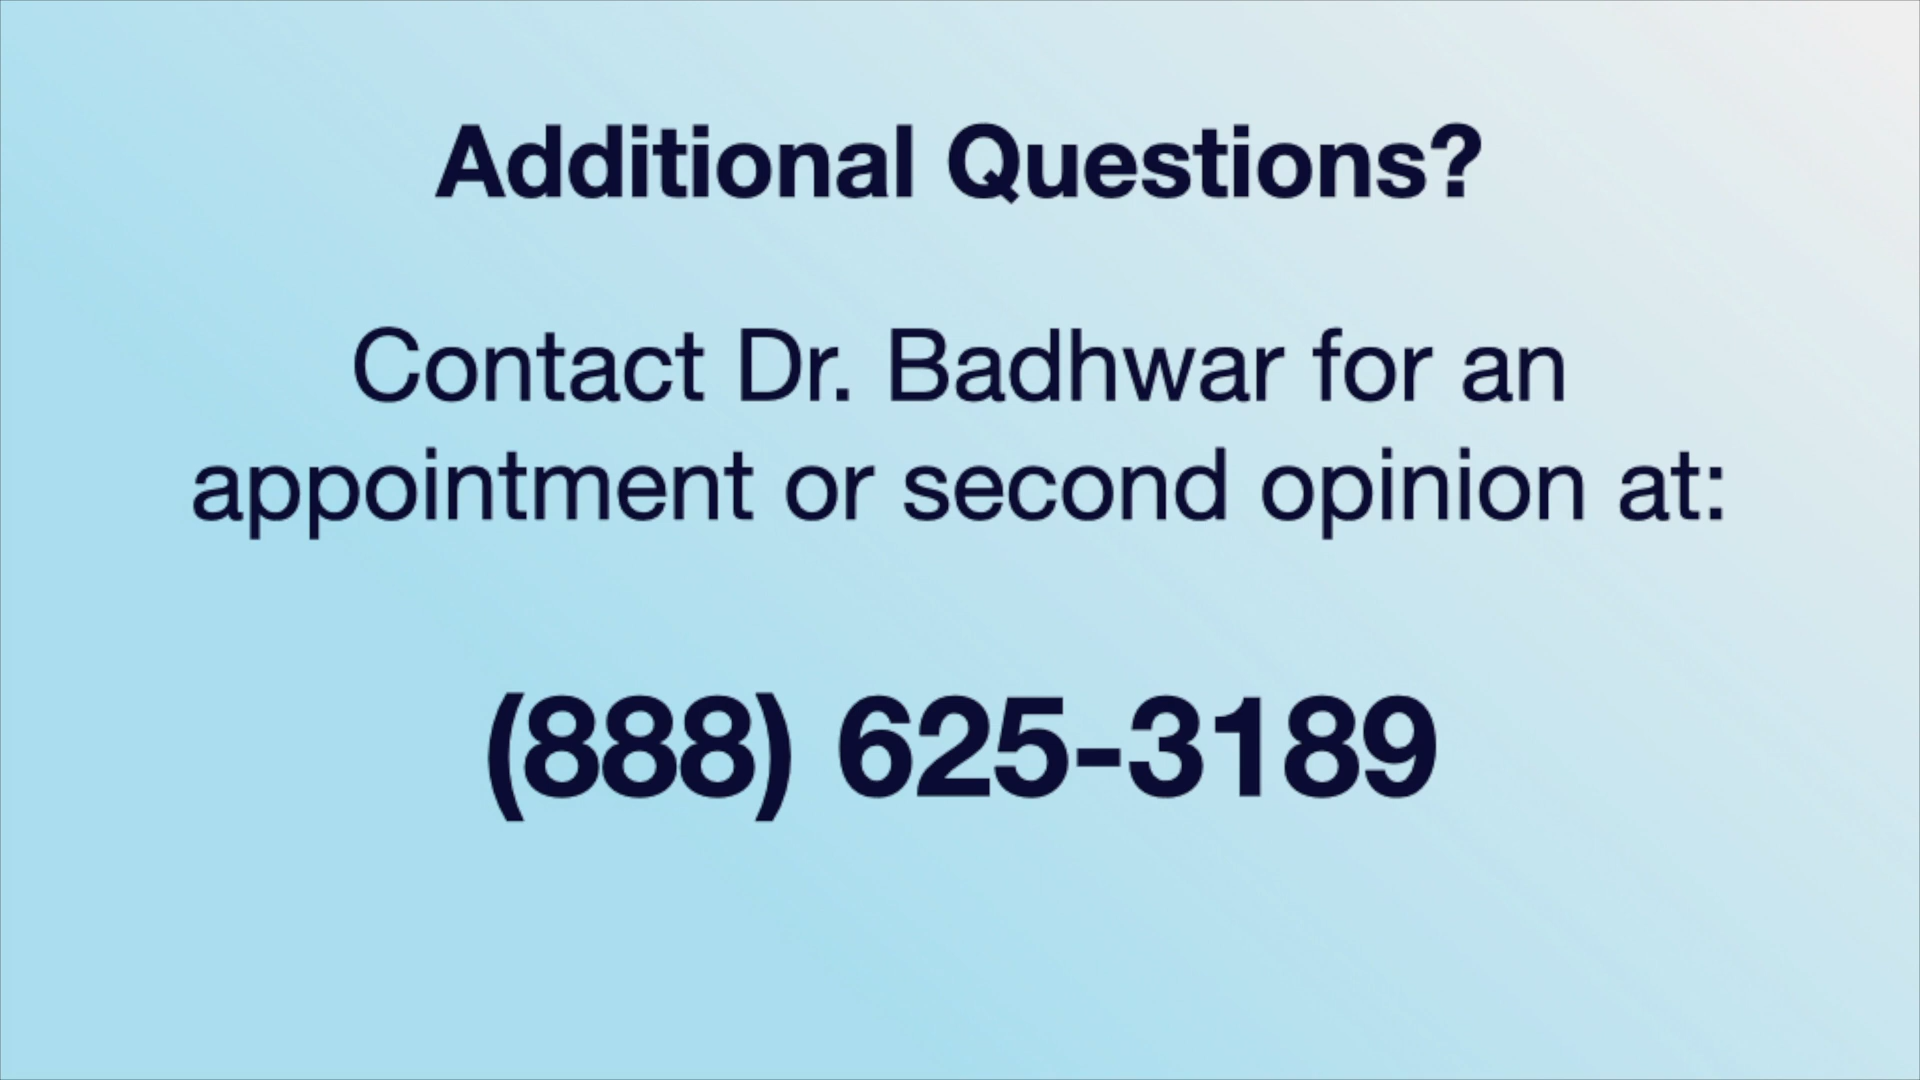 Additional Questions?
Contact Dr. Badhwar for an
appointment or second opinion at:
(888) 625-3189